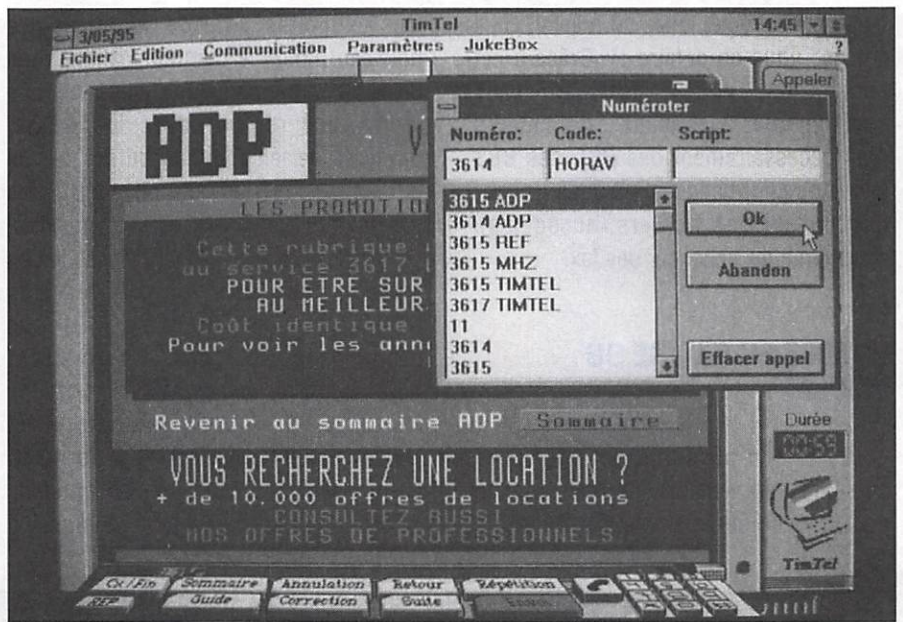 3/05/95 TimTel 14:45
Fichier Edition Communication Paramètres JukeBox ?
Appeler
Numéroter
Numéro: Code: Script:
3614 HORAV
3615 ADP
3614 ADP
3615 REF
3615 MHZ
3615 TIMTEL
3617 TIMTEL
11
3614
3615
Ok
Abandon
Effacer appel
ADP V
LES PROMOTIO
Cette rubrique
au service 3617
POUR ETRE SUR
AU MEILLEUR
Coût identique
Pour voir les ann
Revenir au sommaire ADP Sommaire
VOUS RECHERCHEZ UNE LOCATION ?
+ de 10.000 offres de locations
CONSULTEZ AUSSI
NOS OFFRES DE PROFESSIONNELS
Durée
00:59
TimTel
Cx/Fin Sommaire Annulation Retour Répétition
REP Guide Correction Suite Envoi